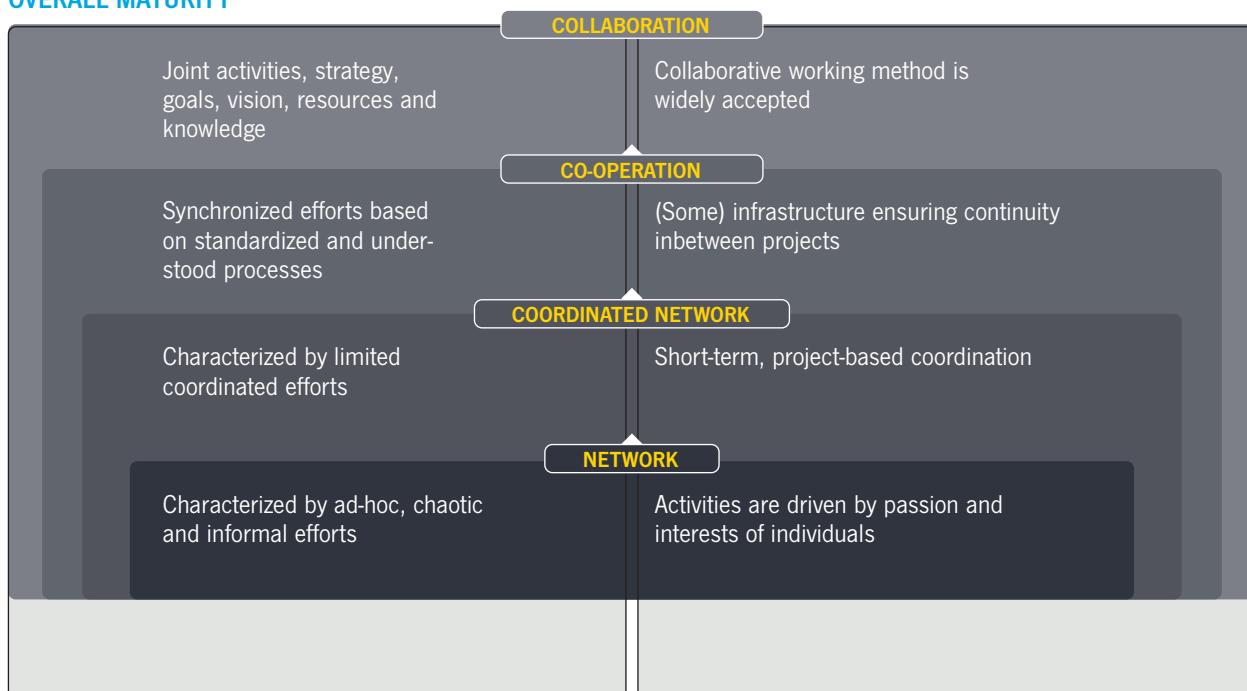 OVERALL MATURITY
COLLABORATION
Joint activities, strategy,
goals, vision, resources and
knowledge
Collaborative working method is
widely accepted
CO-OPERATION
Synchronized efforts based
on standardized and under-
stood processes
(Some) infrastructure ensuring continuity
inbetween projects
COORDINATED NETWORK
Characterized by limited
coordinated efforts
Short-term, project-based coordination
NETWORK
Characterized by ad-hoc, chaotic
and informal efforts
Activities are driven by passion and
interests of individuals